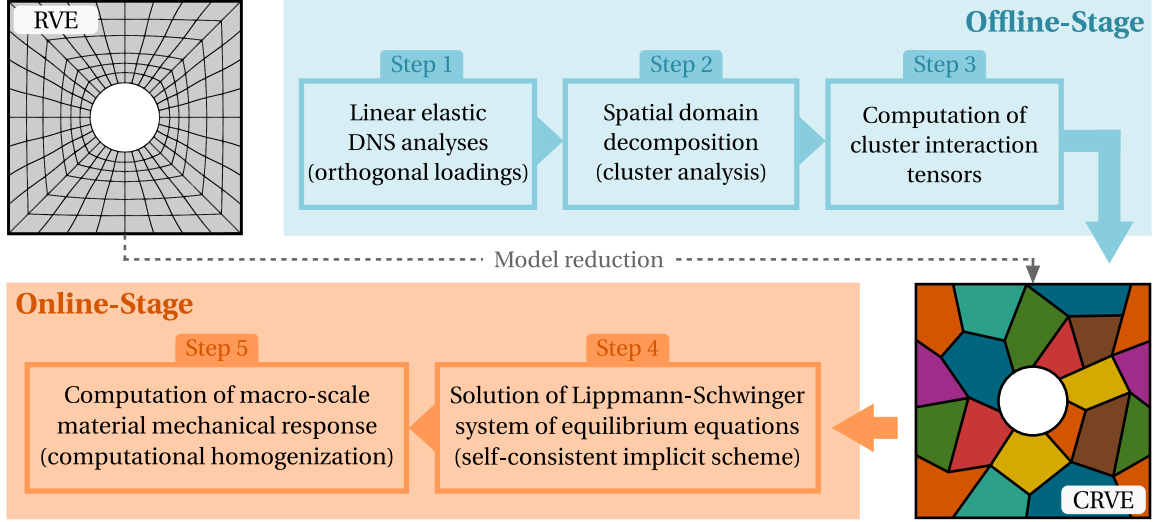 RVE
Offline-Stage
Step 1
Linear elastic
DNS analyses
(orthogonal loadings)
Step 2
Spatial domain
decomposition
(cluster analysis)
Step 3
Computation of
cluster interaction
tensors
Model reduction
Online-Stage
Step 5
Computation of macro-scale
material mechanical response
(computational homogenization)
Step 4
Solution of Lippmann-Schwinger
system of equilibrium equations
(self-consistent implicit scheme)
CRVE